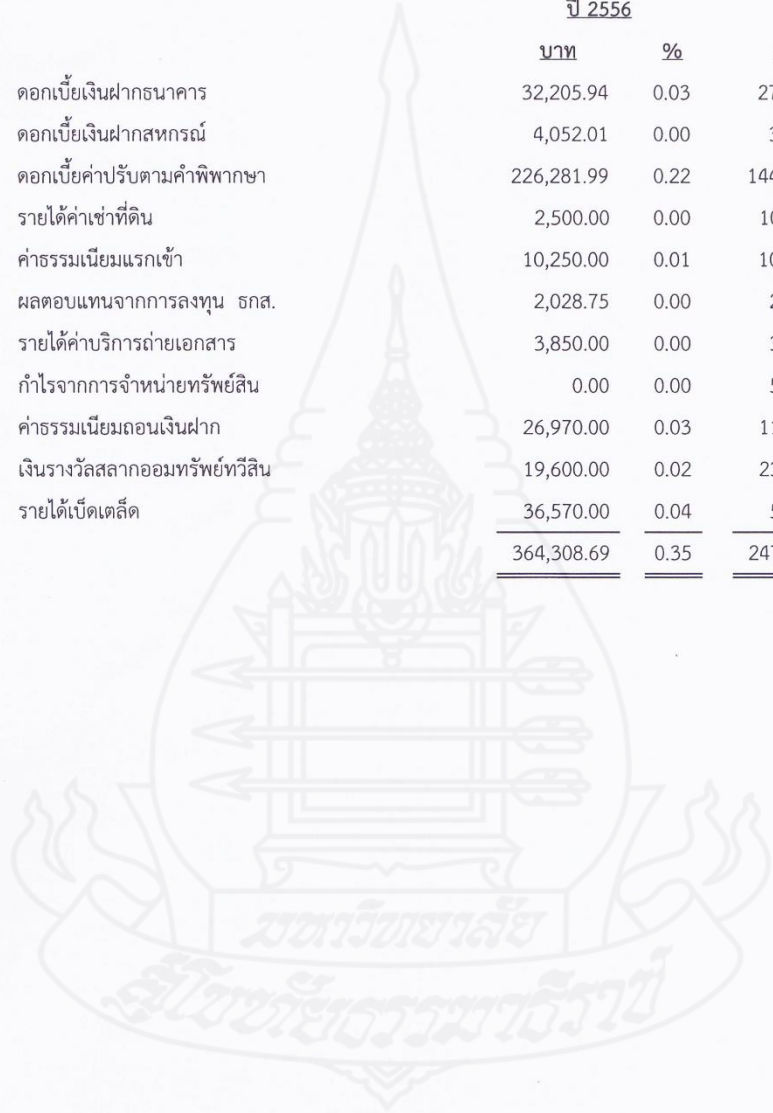 ปี 2556
บาท %
ดอกเบี้ยเงินฝากธนาคาร 32,205.94 0.03 27
ดอกเบี้ยเงินฝากสหกรณ์ 4,052.01 0.00 3
ดอกเบี้ยค่าปรับตามคำพิพากษา 226,281.99 0.22 144
รายได้ค่าเช่าที่ดิน 2,500.00 0.00 10
ค่าธรรมเนียมแรกเข้า 10,250.00 0.01 10
ผลตอบแทนจากการลงทุน ธกส. 2,028.75 0.00 2
รายได้ค่าบริการถ่ายเอกสาร 3,850.00 0.00 3
กำไรจากการจำหน่ายทรัพย์สิน 0.00 0.00 5
ค่าธรรมเนียมถอนเงินฝาก 26,970.00 0.03 11
เงินรางวัลสลากออมทรัพย์ทวีสิน 19,600.00 0.02 23
รายได้เบ็ดเตล็ด 36,570.00 0.04 5
364,308.69 0.35 247
มหาวิทยาลัย
สุโขทัยธรรมาธิราช